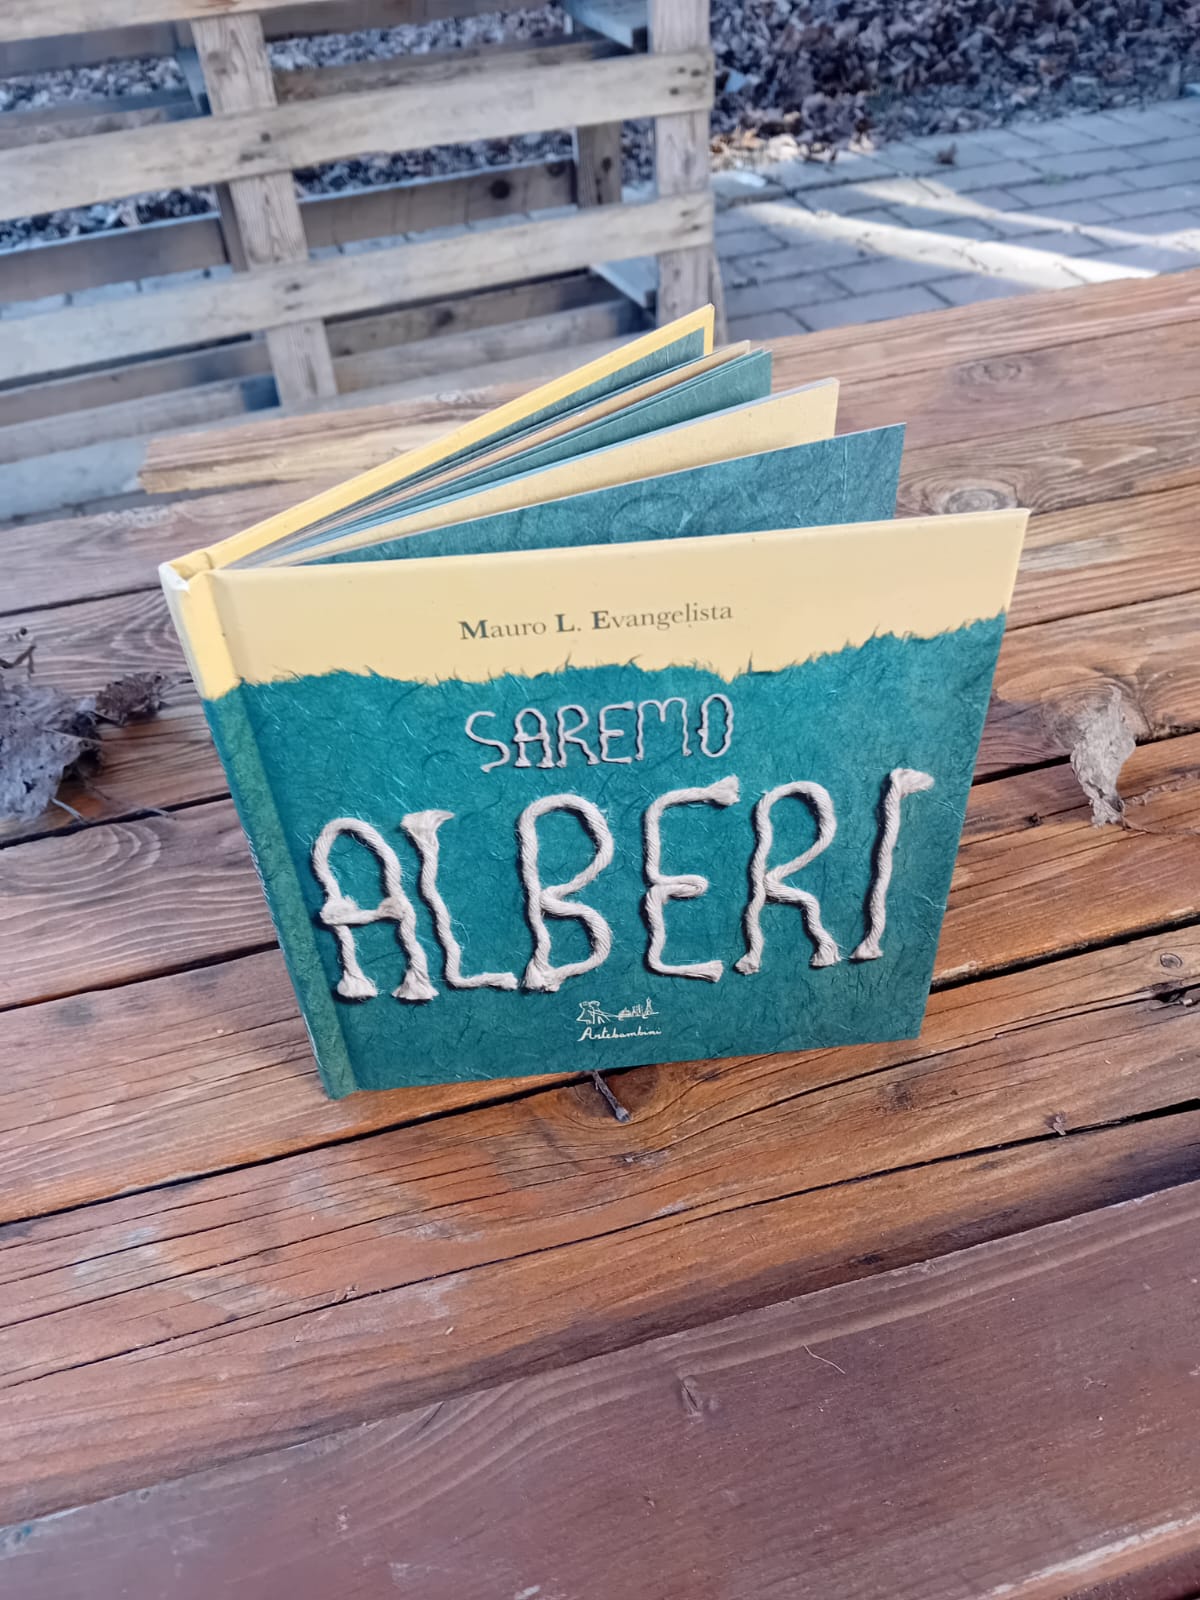 Mauro L. Evangelista
SAREMO
ALBERI
Artebambini